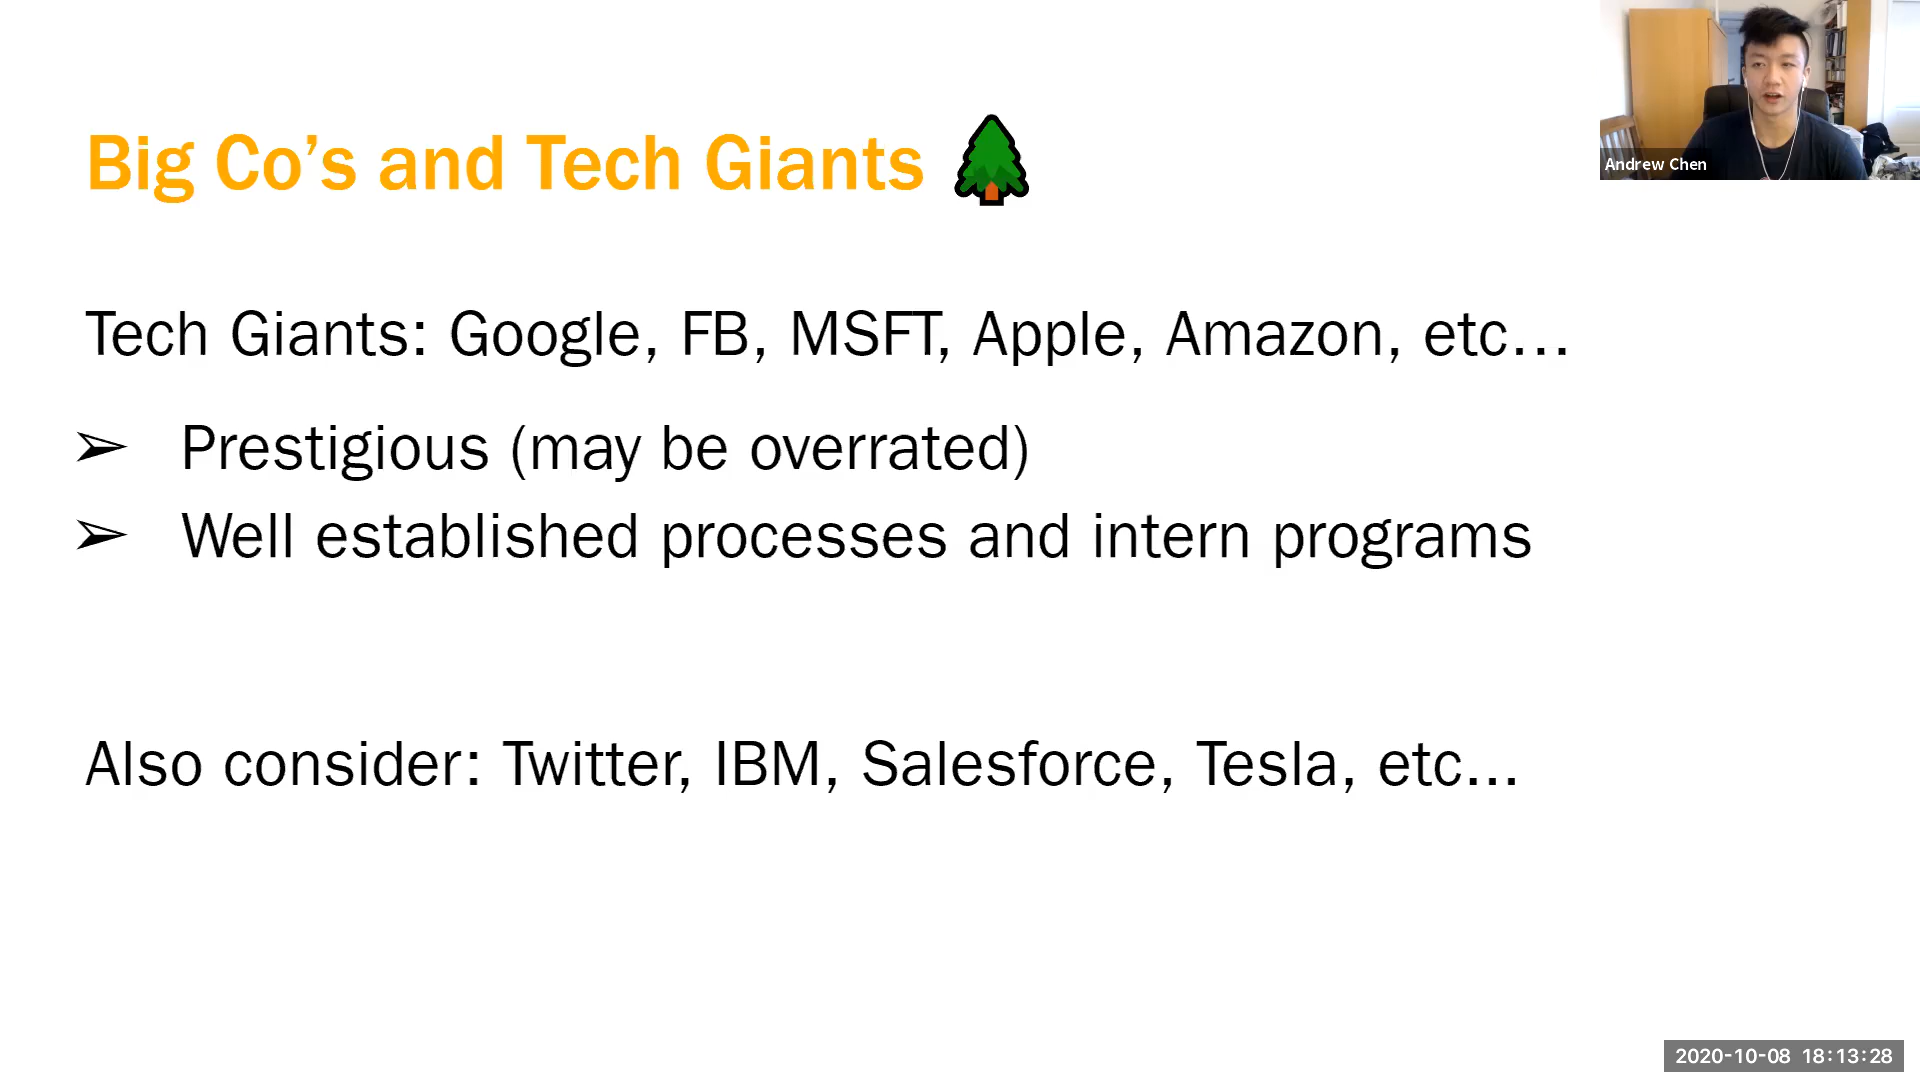 Big Co’s and Tech Giants
Andrew Chen
Tech Giants: Google, FB, MSFT, Apple, Amazon, etc…
➢ Prestigious (may be overrated)
➢ Well established processes and intern programs
Also consider: Twitter, IBM, Salesforce, Tesla, etc...
2020-10-08 18:13:28